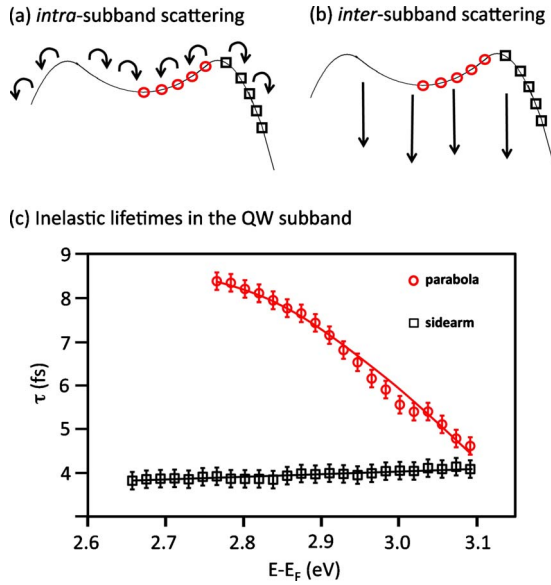 (a) intra-subband scattering
(b) inter-subband scattering
(c) Inelastic lifetimes in the QW subband
9
8
7
6
5
4
τ (fs)
parabola
sidearm
2.6 2.7 2.8 2.9 3.0 3.1
E-E_F (eV)